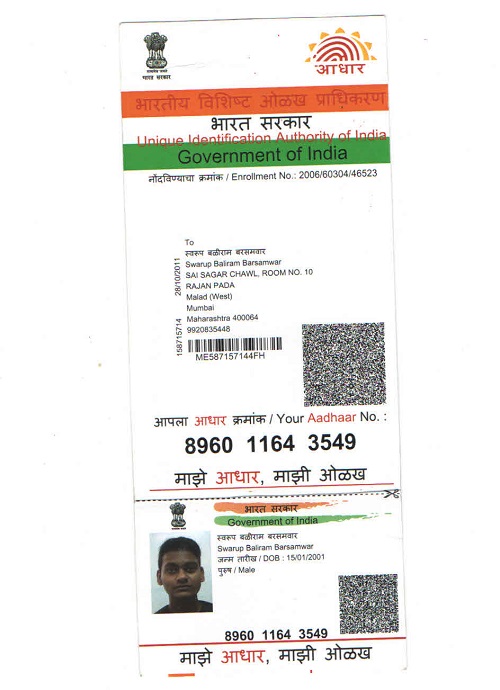 भारत सरकार
आधार
भारतीय विशिष्ट ओळख प्राधिकरण
भारत सरकार
Unique Identification Authority of India
Government of India
नोंदविण्याचा क्रमांक / Enrollment No.: 2006/60304/46523
To
स्वरुप बळीराम बरसमवार
Swarup Baliram Barsamwar
SAI SAGAR CHAWL, ROOM NO. 10
RAJAN PADA
Malad (West)
Mumbai
Maharashtra 400064
9920835448
158715714 28/10/2011
ME587157144FH
आपला आधार क्रमांक / Your Aadhaar No. :
8960 1164 3549
माझे आधार, माझी ओळख
भारत सरकार
Government of India
स्वरुप बळीराम बरसमवार
Swarup Baliram Barsamwar
जन्म तारीख / DOB : 15/01/2001
पुरुष / Male
8960 1164 3549
माझे आधार, माझी ओळख